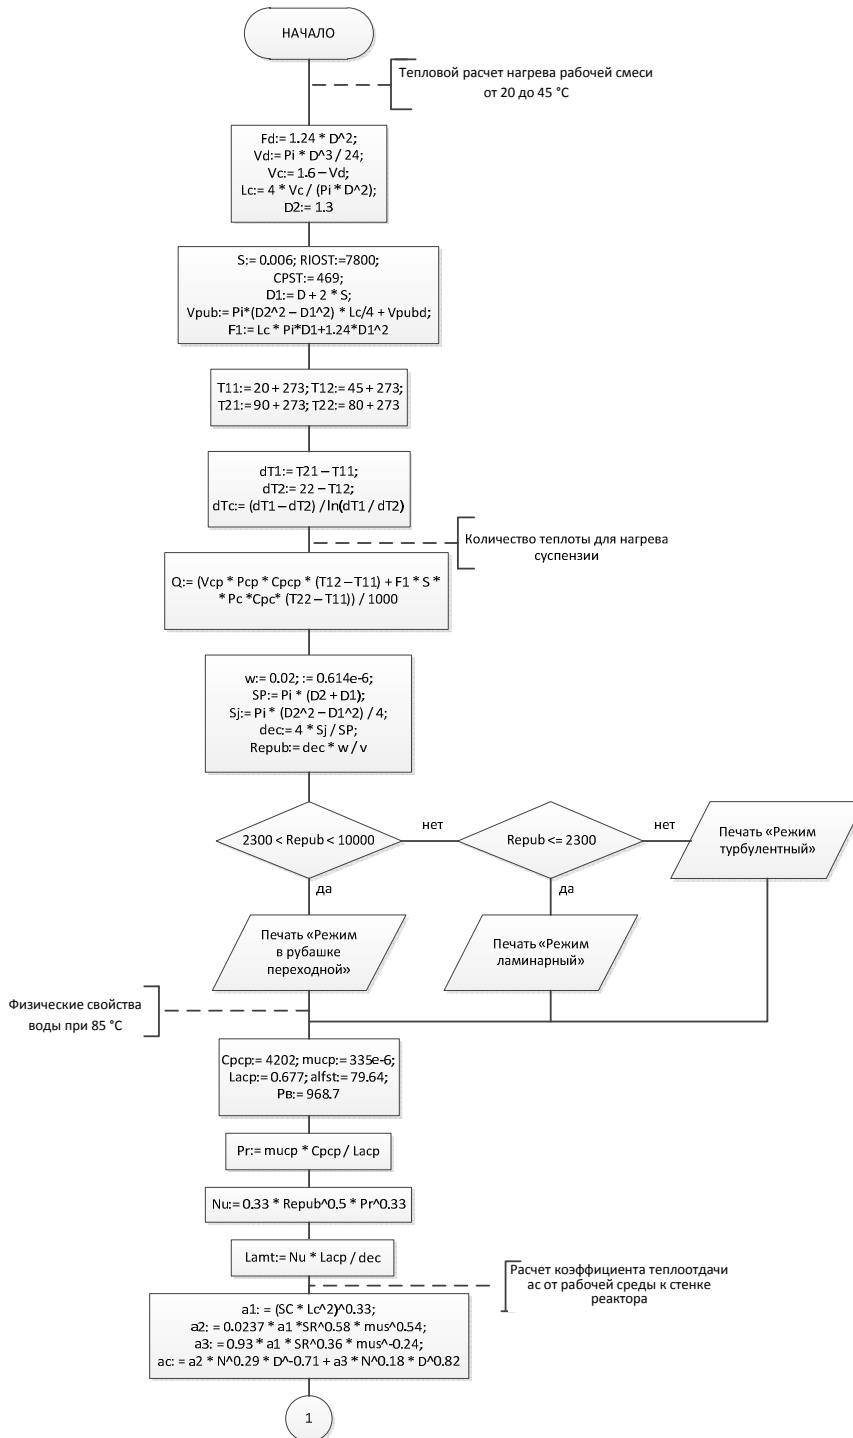 НАЧАЛО
Тепловой расчет нагрева рабочей смеси
от 20 до 45 °С
Fd:= 1.24 * D^2;
Vd:= Pi * D^3 / 24;
Vc:= 1.6 – Vd;
Lc:= 4 * Vc / (Pi * D^2);
D2:= 1.3
S:= 0.006; RIOST:=7800;
CPST:= 469;
D1:= D + 2 * S;
Vpub:= Pi*(D2^2 – D1^2) * Lc/4 + Vpubd;
F1:= Lc * Pi*D1+1.24*D1^2
T11:= 20 + 273; T12:= 45 + 273;
T21:= 90 + 273; T22:= 80 + 273
dT1:= T21 – T11;
dT2:= 22 – T12;
dTc:= (dT1 – dT2) / ln(dT1 / dT2)
Количество теплоты для нагрева
суспензии
Q:= (Vcp * Pcp * Cpcp * (T12 – T11) + F1 * S *
* Pc *Cpc* (T22 – T11)) / 1000
w:= 0.02; := 0.614e-6;
SP:= Pi * (D2 + D1);
Sj:= Pi * (D2^2 – D1^2) / 4;
dec:= 4 * Sj / SP;
Repub:= dec * w / v
2300 < Repub < 10000
нет
Repub <= 2300
нет
Печать «Режим
турбулентный»
да
да
Печать «Режим
в рубашке
переходной»
Печать «Режим
ламинарный»
Физические свойства
воды при 85 °С
Cpcp:= 4202; mucp:= 335e-6;
Lacp:= 0.677; alfst:= 79.64;
Рв:= 968.7
Pr:= mucp * Cpcp / Lacp
Nu:= 0.33 * Repub^0.5 * Pr^0.33
Lamt:= Nu * Lacp / dec
Расчет коэффициента теплоотдачи
ас от рабочей среды к стенке
реактора
a1: = (SC * Lc^2)^0.33;
a2: = 0.0237 * a1 *SR^0.58 * mus^0.54;
a3: = 0.93 * a1 * SR^0.36 * mus^-0.24;
ac: = a2 * N^0.29 * D^-0.71 + a3 * N^0.18 * D^0.82
1